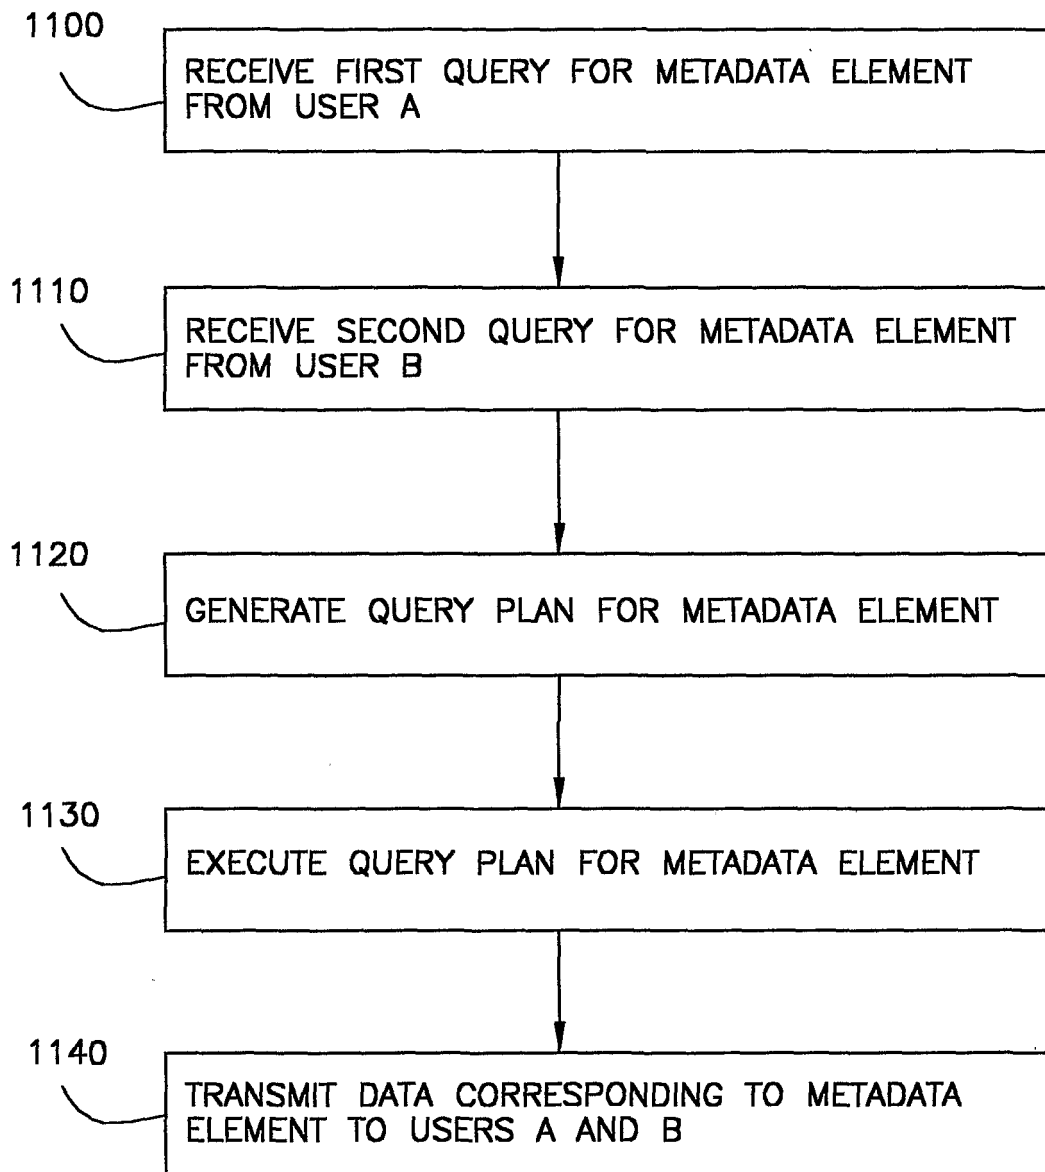 1100
RECEIVE FIRST QUERY FOR METADATA ELEMENT
FROM USER A
1110
RECEIVE SECOND QUERY FOR METADATA ELEMENT
FROM USER B
1120
GENERATE QUERY PLAN FOR METADATA ELEMENT
1130
EXECUTE QUERY PLAN FOR METADATA ELEMENT
1140
TRANSMIT DATA CORRESPONDING TO METADATA
ELEMENT TO USERS A AND B